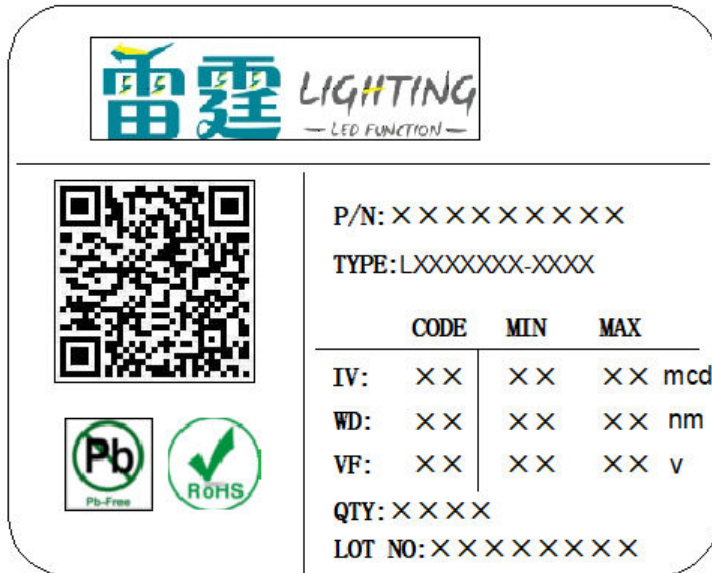 雷霆 LIGHTING
— LED FUNCTION —
P/N:×××××××××
TYPE:LXXXXXXX-XXXX
CODE MIN MAX
IV: ×× ×× ×× mcd
WD: ×× ×× ×× nm
VF: ×× ×× ×× v
QTY:××××
LOT NO:××××××××
Pb
Pb-Free
RoHS